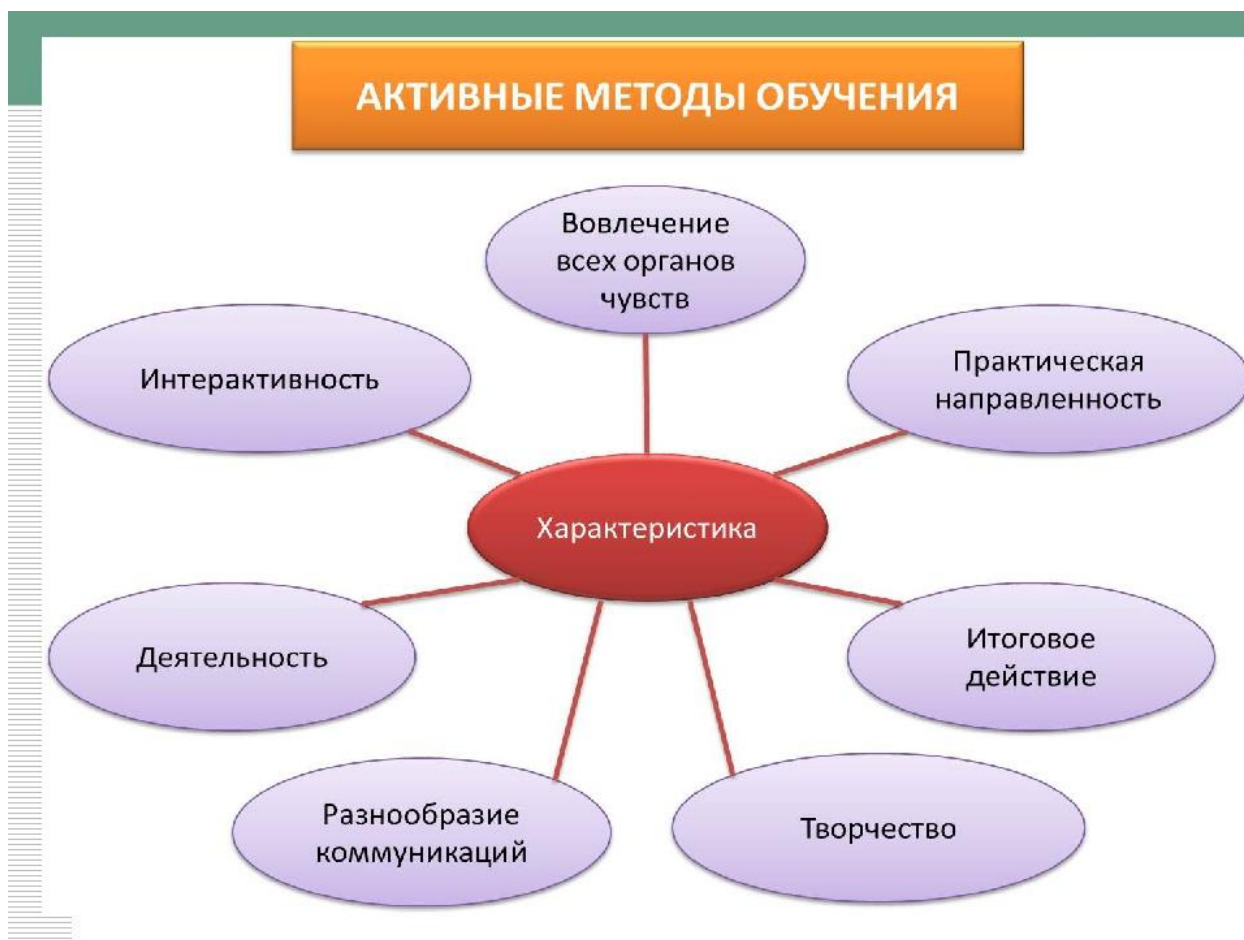 АКТИВНЫЕ МЕТОДЫ ОБУЧЕНИЯ
Вовлечение
всех органов
чувств
Интерактивность
Практическая
направленность
Характеристика
Деятельность
Итоговое
действие
Разнообразие
коммуникаций
Творчество